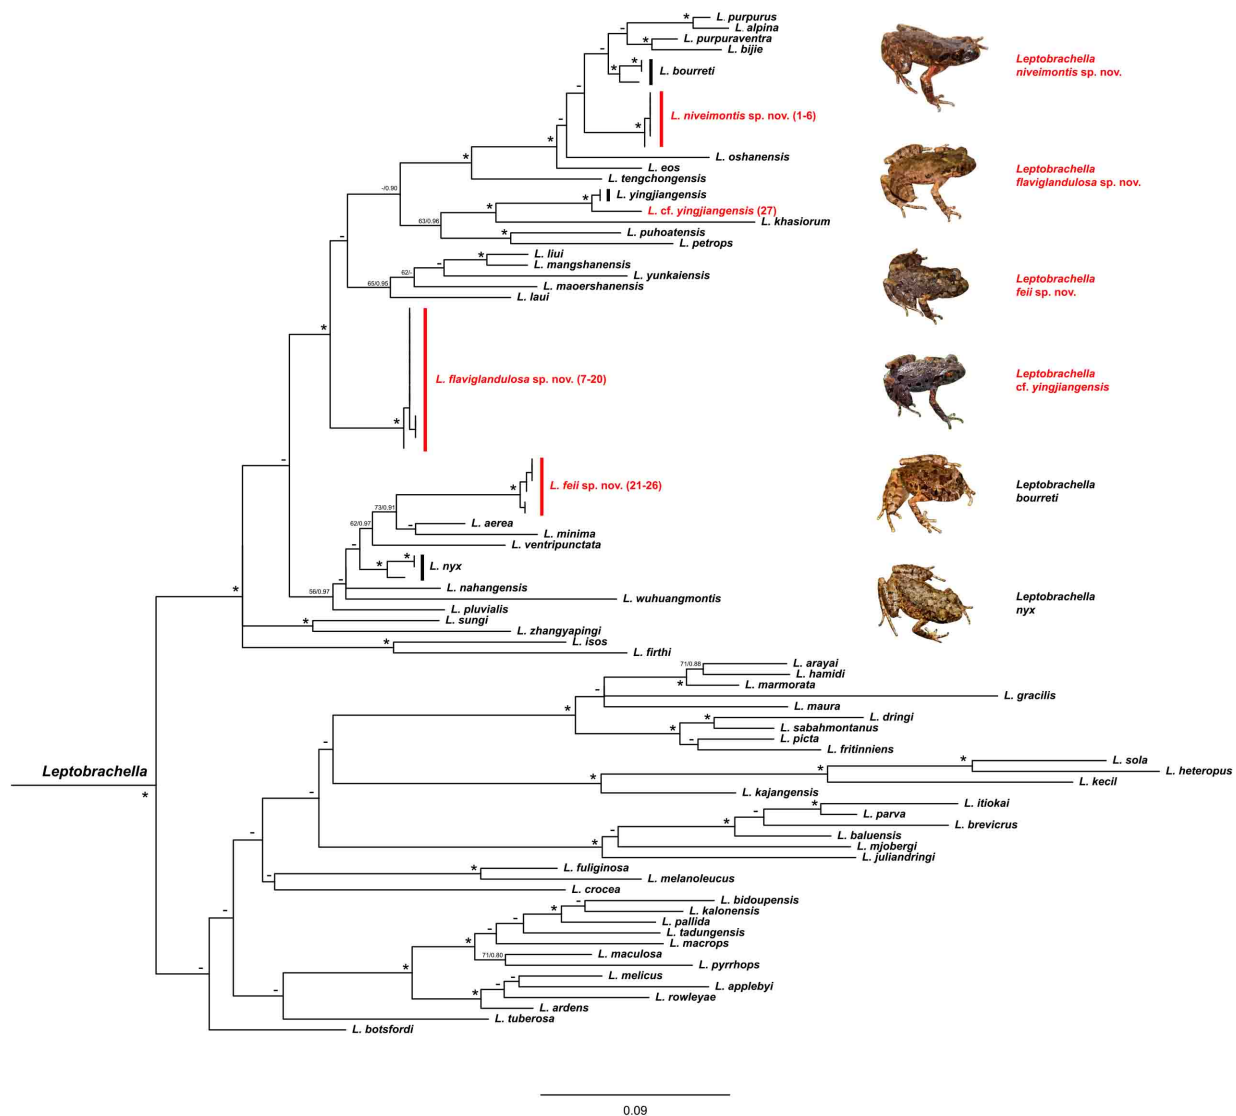 L. purpurus
L. alpina
L. purpuraventra
L. bijie
L. bourreti
L. niveimontis sp. nov. (1-6)
L. oshanensis
L. eos
L. tengchongensis
-/0.90
L. yingjiangensis
L. cf. yingjiangensis (27)
L. khasiorum
63/0.96
L. puhoatensis
L. petrops
L. liui
L. mangshanensis
62/-
L. yunkaiensis
65/0.95
L. maoershanensis
L. laui
L. flaviglandulosa sp. nov. (7-20)
L. feii sp. nov. (21-26)
73/0.91
L. aerea
62/0.97
L. minima
L. ventripunctata
L. nyx
L. nahangensis
56/0.97
L. wuhuangmontis
L. pluvialis
L. sungi
L. zhangyapingi
L. isos
L. firthi
71/0.88
L. arayai
L. hamidi
L. marmorata
L. gracilis
L. maura
L. dringi
L. sabahmontanus
L. picta
L. fritinniens
L. sola
L. heteropus
L. kecil
L. kajangensis
L. itiokai
L. parva
L. brevicrus
L. baluensis
L. mjobergi
L. juliandringi
L. fuliginosa
L. melanoleucus
L. crocea
L. bidoupensis
L. kalonensis
L. pallida
L. tadungensis
L. macrops
71/0.80
L. maculosa
L. pyrrhops
L. melicus
L. applebyi
L. rowleyae
L. ardens
L. tuberosa
L. botsfordi
Leptobrachella
Leptobrachella
niveimontis sp. nov.
Leptobrachella
flaviglandulosa sp. nov.
Leptobrachella
feii sp. nov.
Leptobrachella
cf. yingjiangensis
Leptobrachella
bourreti
Leptobrachella
nyx
0.09